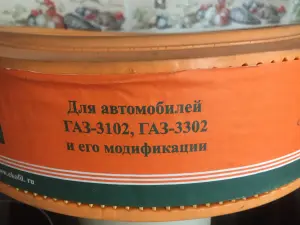 Для автомобилей
ГАЗ-3102, ГАЗ-3302
и его модификации